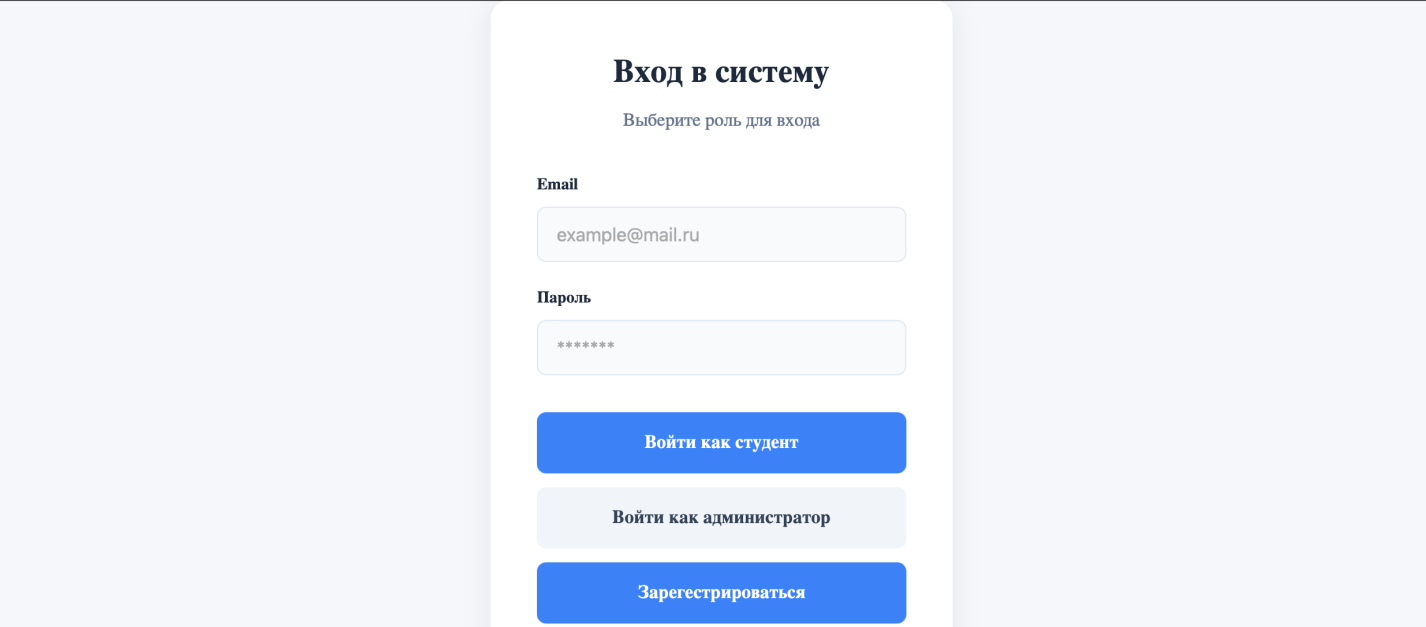 Вход в систему
Выберите роль для входа
Email
example@mail.ru
Пароль
*******
Войти как студент
Войти как администратор
Зарегестрироваться